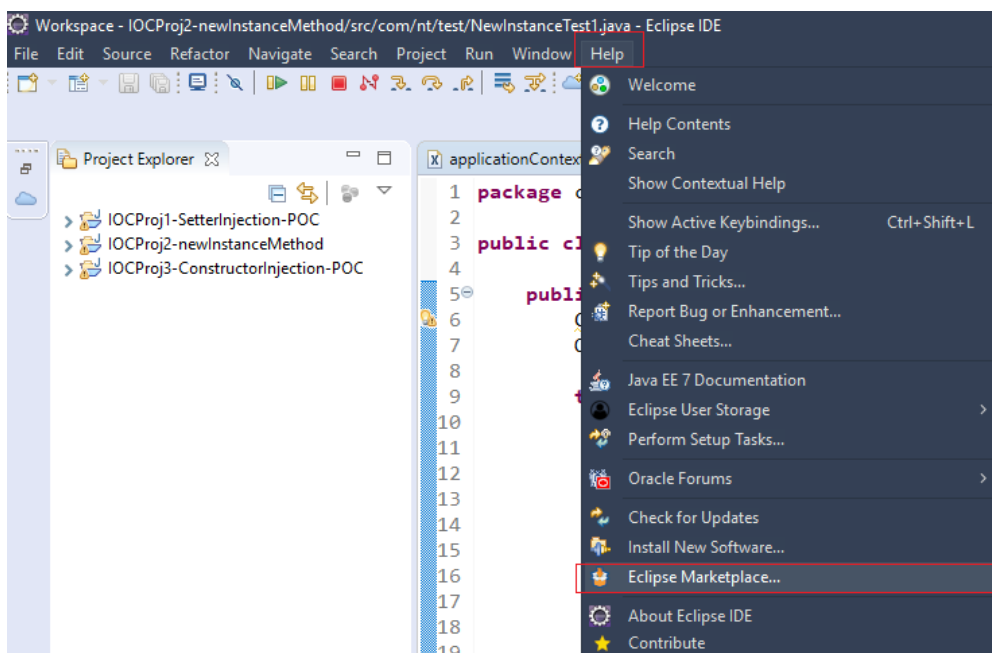 Workspace - IOCProj2-newInstanceMethod/src/com/nt/test/NewInstanceTest1.java - Eclipse IDE
File Edit Source Refactor Navigate Search Project Run Window Help
Welcome
Help Contents
Search
Show Contextual Help
Show Active Keybindings... Ctrl+Shift+L
Tip of the Day
Tips and Tricks...
Report Bug or Enhancement...
Cheat Sheets...
Java EE 7 Documentation
Eclipse User Storage
Perform Setup Tasks...
Oracle Forums
Check for Updates
Install New Software...
Eclipse Marketplace...
About Eclipse IDE
Contribute
Project Explorer
IOCProj1-SetterInjection-POC
IOCProj2-newInstanceMethod
IOCProj3-ConstructorInjection-POC
applicationContex
1 package
2
3 public cl
4
5 publi
6
7
8
9
10
11
12
13
14
15
16
17
18
19